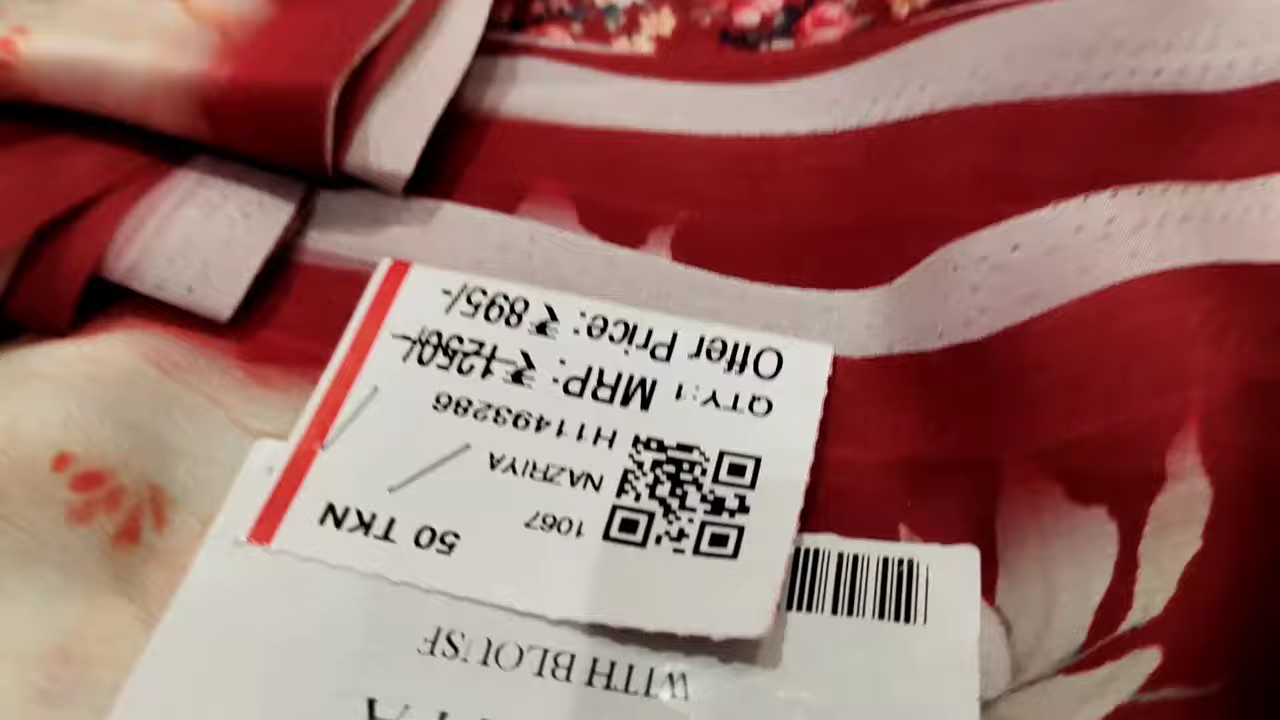 50 TKN
1067
NAZRIYA
H11493286
QTY:1 MRP: ₹ 1250/-
Offer Price: ₹ 895/-
WITH BLOUSE